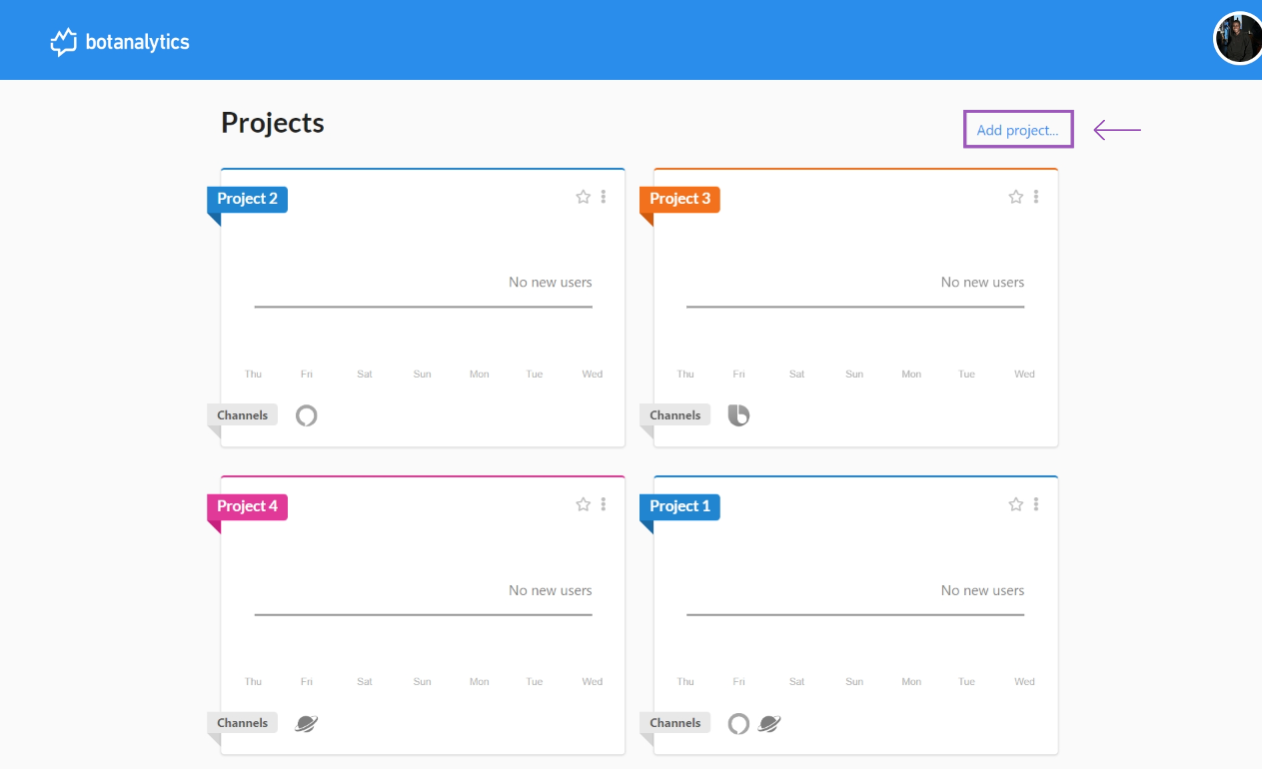 botanalytics
Projects
Add project...
Project 2
No new users
Thu Fri Sat Sun Mon Tue Wed
Channels
Project 3
No new users
Thu Fri Sat Sun Mon Tue Wed
Channels
Project 4
No new users
Thu Fri Sat Sun Mon Tue Wed
Channels
Project 1
No new users
Thu Fri Sat Sun Mon Tue Wed
Channels